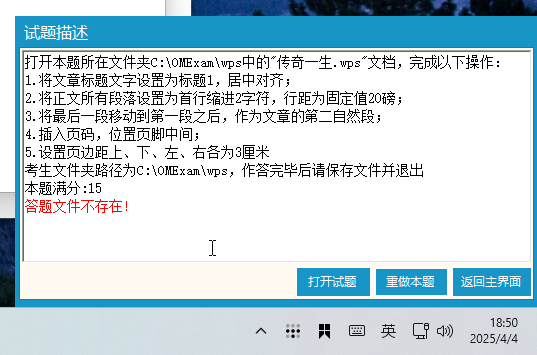 试题描述
打开本题所在文件夹C:\OMExam\wps中的"传奇一生.wps"文档，完成以下操作：
1.将文章标题文字设置为标题1，居中对齐；
2.将正文所有段落设置为首行缩进2字符，行距为固定值20磅；
3.将最后一段移动到第一段之后，作为文章的第二自然段；
4.插入页码，位置页脚中间；
5.设置页边距上、下、左、右各为3厘米
考生文件夹路径为C:\OMExam\wps，作答完毕后请保存文件并退出
本题满分:15
答题文件不存在!
打开试题 重做本题 返回主界面
英
18:50
2025/4/4